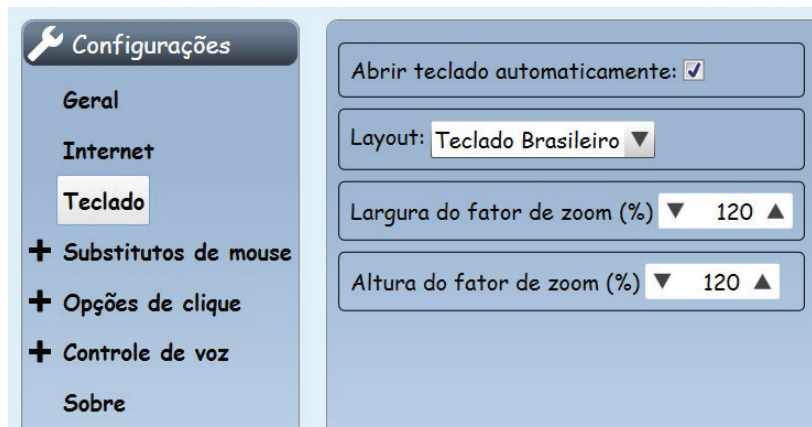 Configurações
Geral
Internet
Teclado
Substitutos de mouse
Opções de clique
Controle de voz
Sobre
Abrir teclado automaticamente:
Layout: Teclado Brasileiro
Largura do fator de zoom (%) 120
Altura do fator de zoom (%) 120